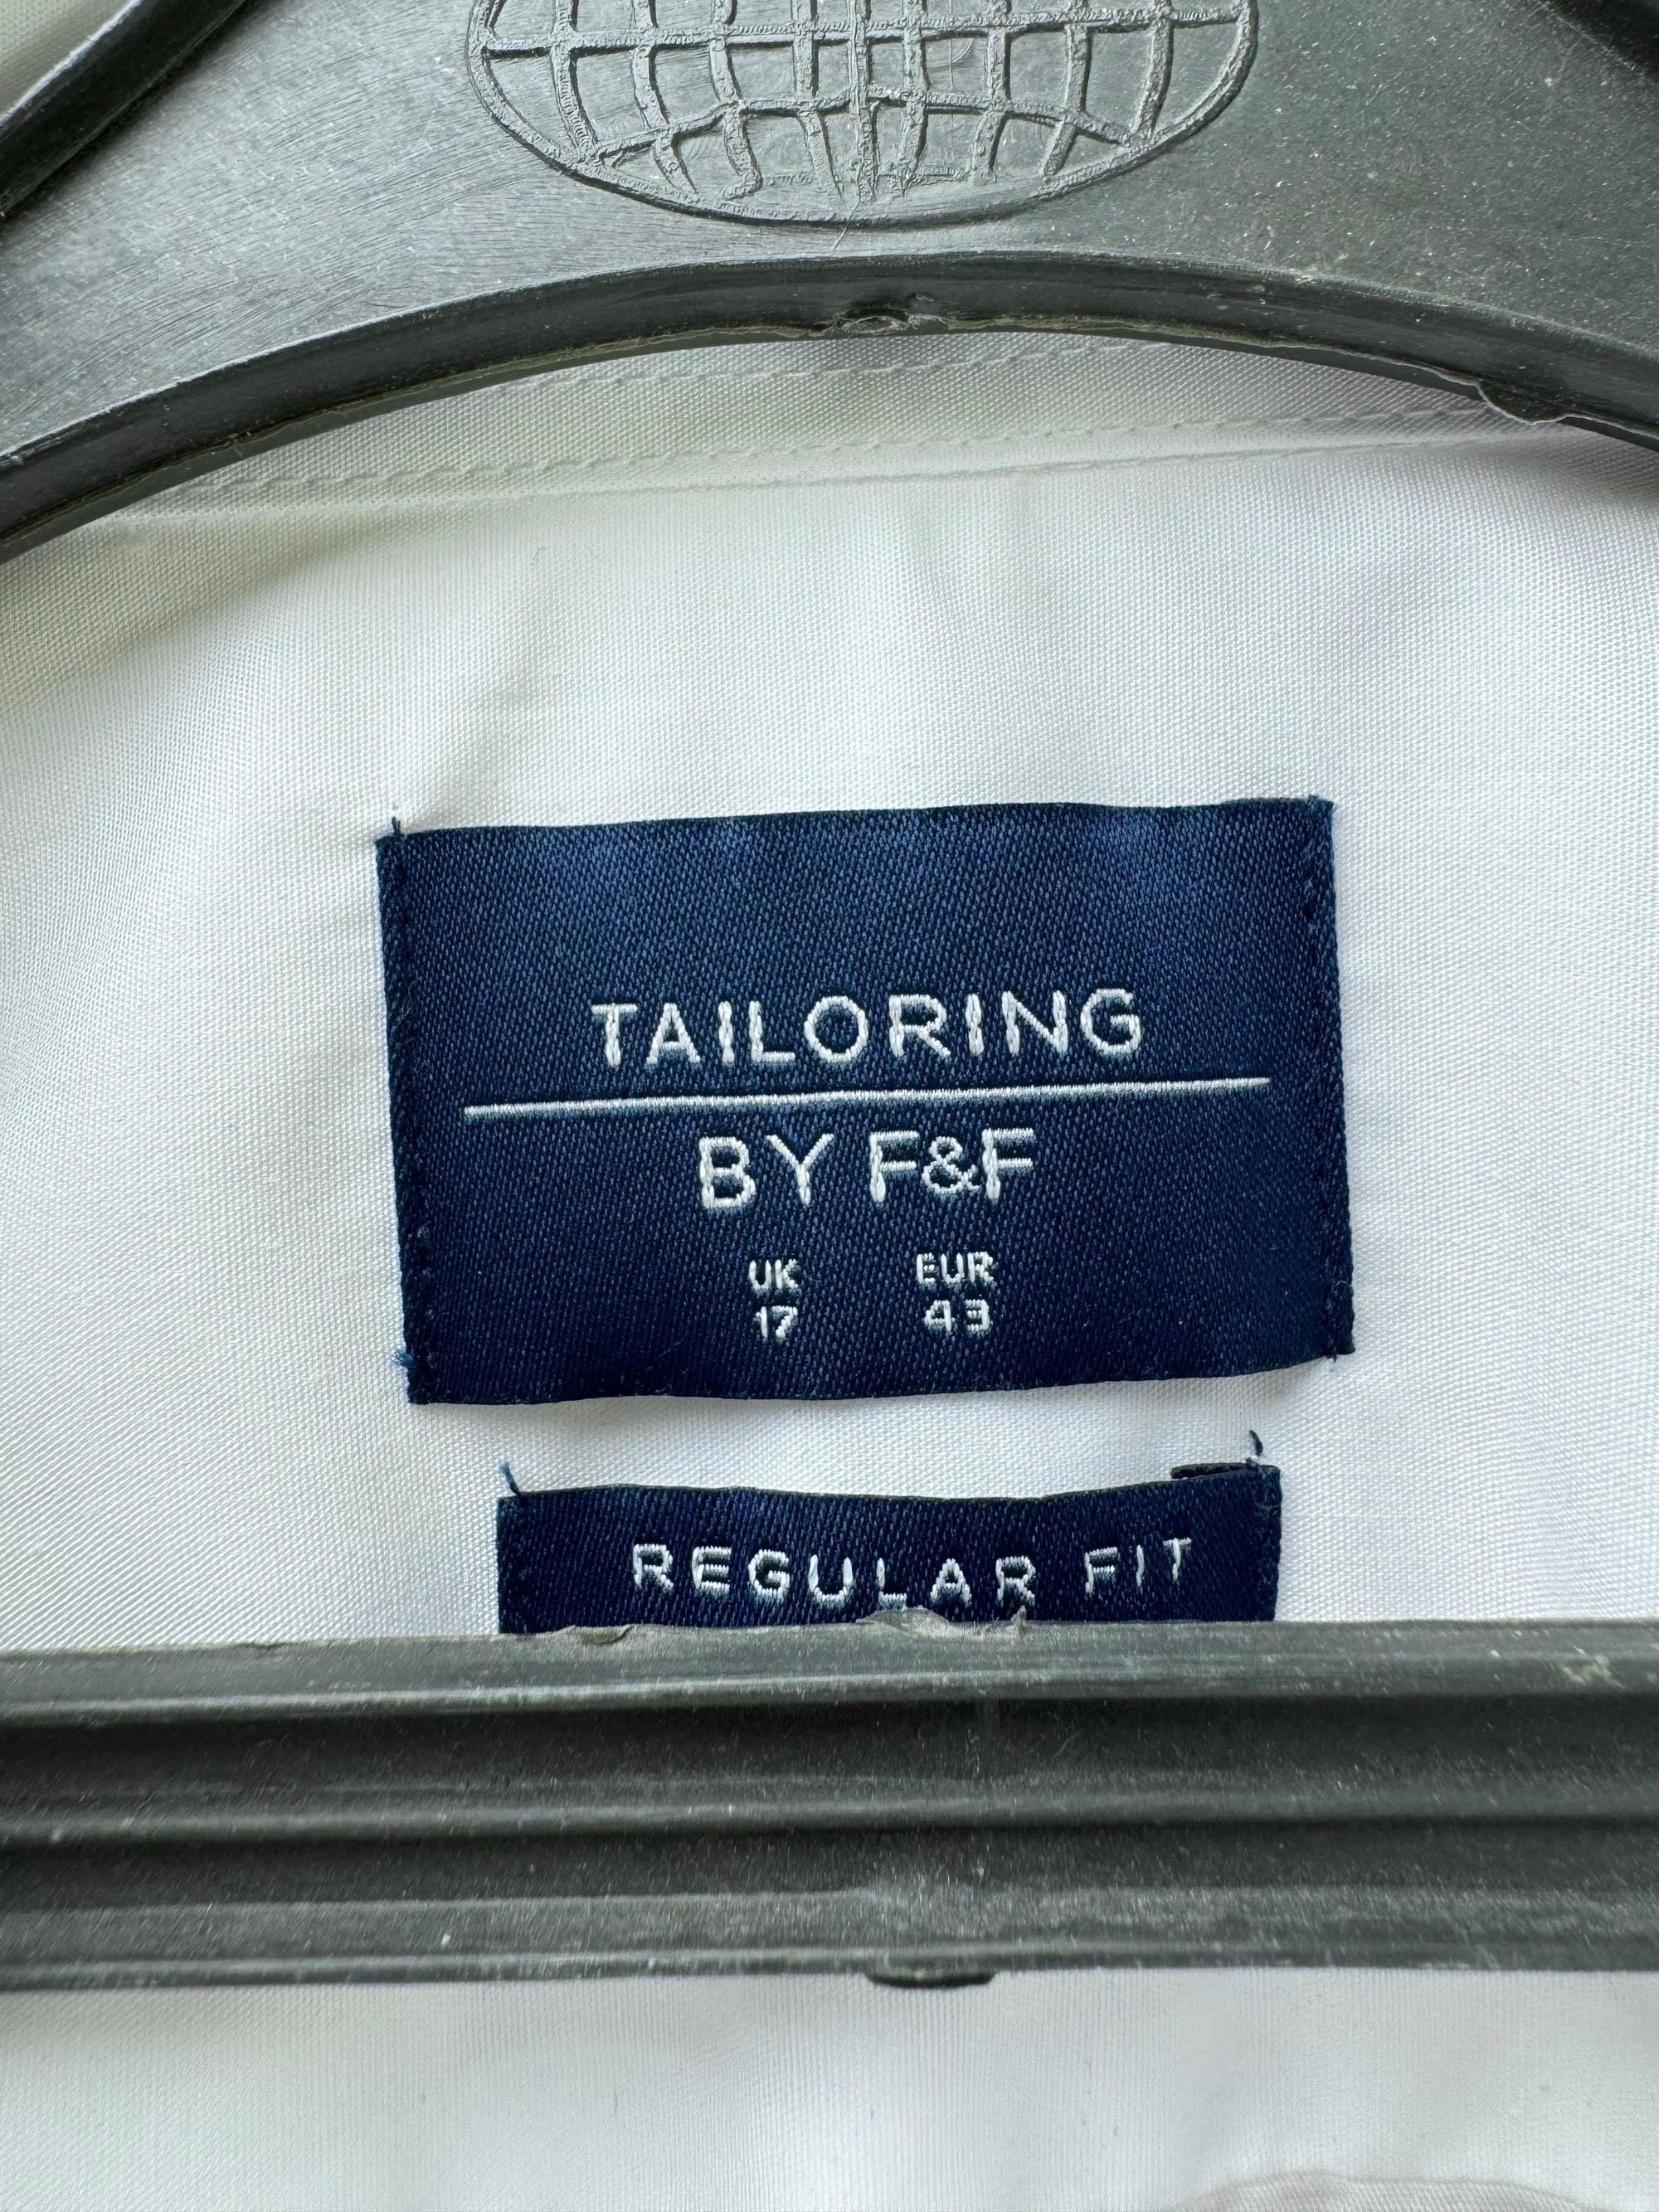 TAILORING
BY F&F
UK EUR
17 43
REGULAR FIT